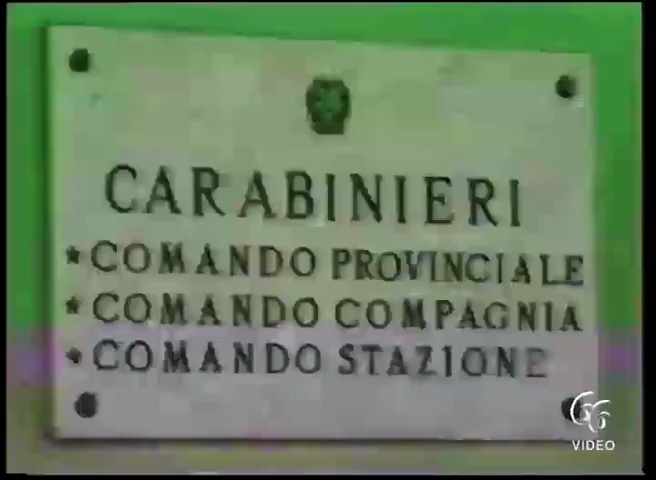 CARABINIERI
* COMANDO PROVINCIALE
* COMANDO COMPAGNIA
* COMANDO STAZIONE
VIDEO